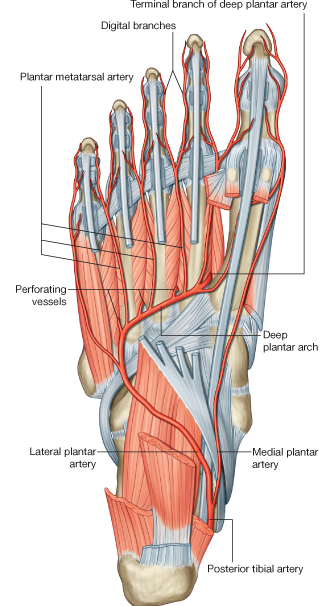 Terminal branch of deep plantar artery
Digital branches
Plantar metatarsal artery
Perforating
vessels
Deep
plantar arch
Lateral plantar
artery
Medial plantar
artery
Posterior tibial artery